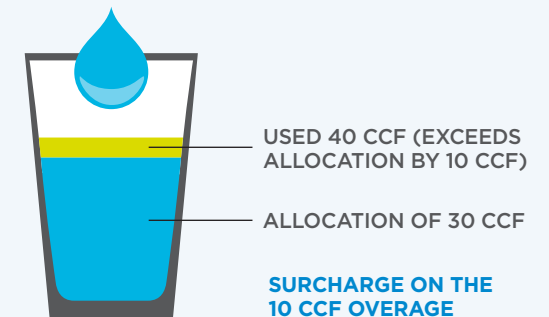 USED 40 CCF (EXCEEDS
ALLOCATION BY 10 CCF)
ALLOCATION OF 30 CCF
SURCHARGE ON THE
10 CCF OVERAGE